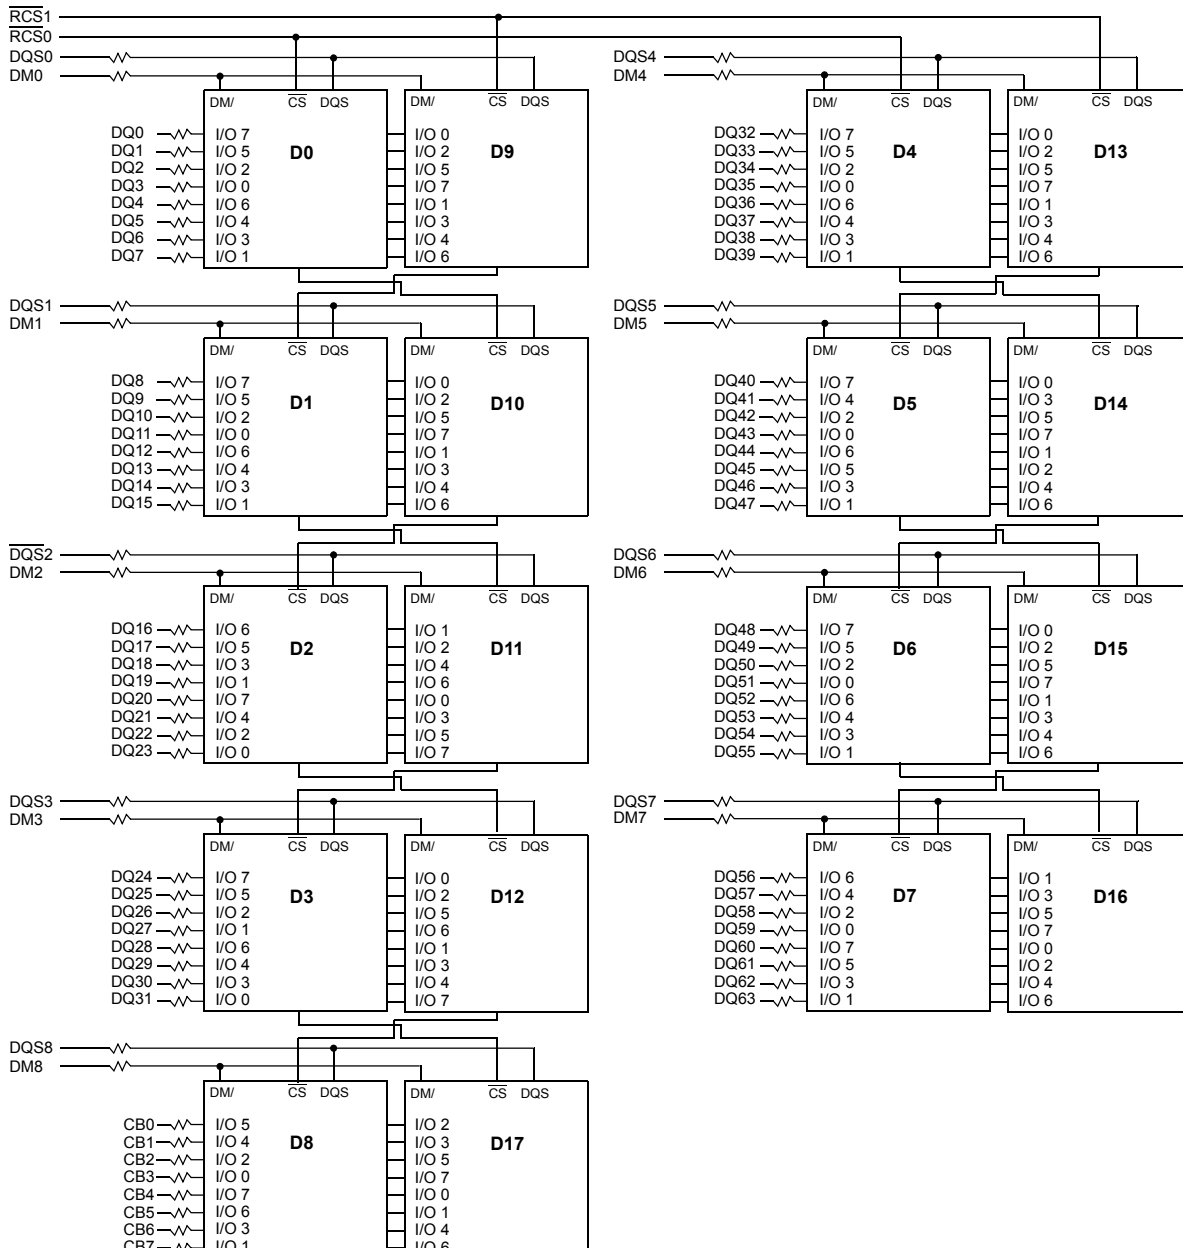 RCS1
RCS0
DQS0
DM0
DM/ CS DQS DM/ CS DQS
D0 D9
DQ0 I/O 7 I/O 0
DQ1 I/O 5 I/O 2
DQ2 I/O 2 I/O 5
DQ3 I/O 0 I/O 7
DQ4 I/O 6 I/O 1
DQ5 I/O 4 I/O 3
DQ6 I/O 3 I/O 4
DQ7 I/O 1 I/O 6
DQS1
DM1
DM/ CS DQS DM/ CS DQS
D1 D10
DQ8 I/O 7 I/O 0
DQ9 I/O 5 I/O 2
DQ10 I/O 2 I/O 5
DQ11 I/O 0 I/O 7
DQ12 I/O 6 I/O 1
DQ13 I/O 4 I/O 3
DQ14 I/O 3 I/O 4
DQ15 I/O 1 I/O 6
DQS2
DM2
DM/ CS DQS DM/ CS DQS
D2 D11
DQ16 I/O 6 I/O 1
DQ17 I/O 5 I/O 2
DQ18 I/O 3 I/O 4
DQ19 I/O 1 I/O 6
DQ20 I/O 7 I/O 0
DQ21 I/O 4 I/O 3
DQ22 I/O 2 I/O 5
DQ23 I/O 0 I/O 7
DQS3
DM3
DM/ CS DQS DM/ CS DQS
D3 D12
DQ24 I/O 7 I/O 0
DQ25 I/O 5 I/O 2
DQ26 I/O 2 I/O 5
DQ27 I/O 1 I/O 6
DQ28 I/O 6 I/O 1
DQ29 I/O 4 I/O 3
DQ30 I/O 3 I/O 4
DQ31 I/O 0 I/O 7
DQS8
DM8
DM/ CS DQS DM/ CS DQS
D8 D17
CB0 I/O 5 I/O 2
CB1 I/O 4 I/O 3
CB2 I/O 2 I/O 5
CB3 I/O 0 I/O 7
CB4 I/O 7 I/O 0
CB5 I/O 6 I/O 1
CB6 I/O 3 I/O 4
CB7 I/O 1 I/O 6
DQS4
DM4
DM/ CS DQS DM/ CS DQS
D4 D13
DQ32 I/O 7 I/O 0
DQ33 I/O 5 I/O 2
DQ34 I/O 2 I/O 5
DQ35 I/O 0 I/O 7
DQ36 I/O 6 I/O 1
DQ37 I/O 4 I/O 3
DQ38 I/O 3 I/O 4
DQ39 I/O 1 I/O 6
DQS5
DM5
DM/ CS DQS DM/ CS DQS
D5 D14
DQ40 I/O 7 I/O 0
DQ41 I/O 4 I/O 3
DQ42 I/O 2 I/O 5
DQ43 I/O 0 I/O 7
DQ44 I/O 6 I/O 1
DQ45 I/O 5 I/O 2
DQ46 I/O 3 I/O 4
DQ47 I/O 1 I/O 6
DQS6
DM6
DM/ CS DQS DM/ CS DQS
D6 D15
DQ48 I/O 7 I/O 0
DQ49 I/O 5 I/O 2
DQ50 I/O 2 I/O 5
DQ51 I/O 0 I/O 7
DQ52 I/O 6 I/O 1
DQ53 I/O 4 I/O 3
DQ54 I/O 3 I/O 4
DQ55 I/O 1 I/O 6
DQS7
DM7
DM/ CS DQS DM/ CS DQS
D7 D16
DQ56 I/O 6 I/O 1
DQ57 I/O 4 I/O 3
DQ58 I/O 2 I/O 5
DQ59 I/O 0 I/O 7
DQ60 I/O 7 I/O 0
DQ61 I/O 5 I/O 2
DQ62 I/O 3 I/O 4
DQ63 I/O 1 I/O 6